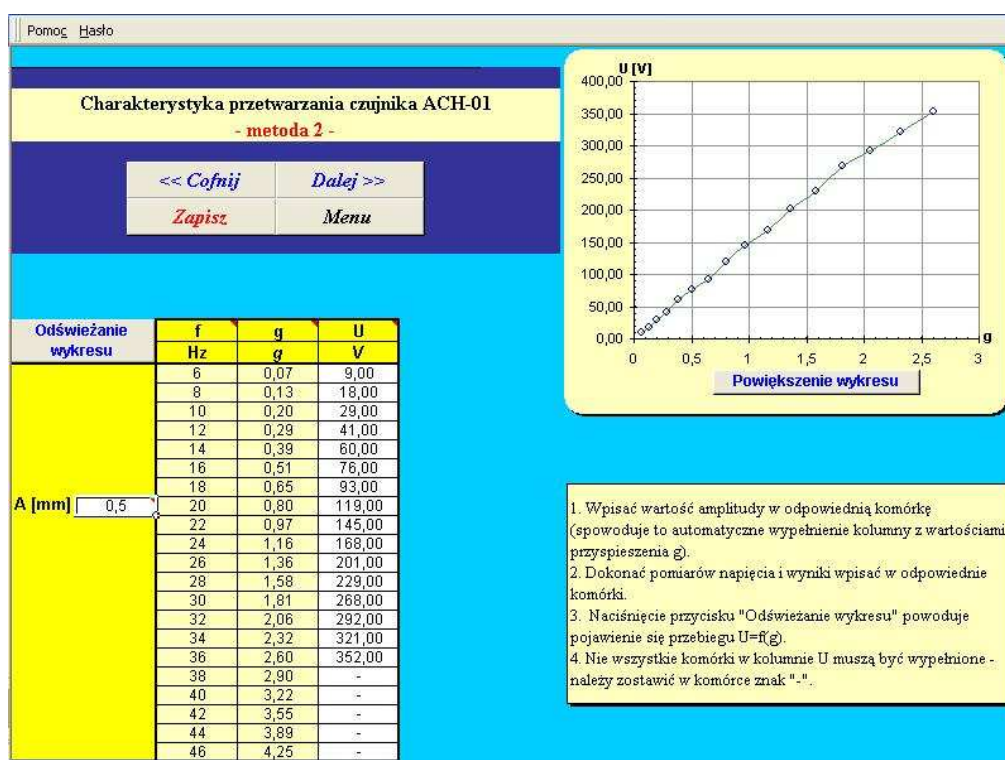 Pomoc Hasło
Charakterystyka przetwarzania czujnika ACH-01
- metoda 2 -
<< Cofnij Dalej >>
Zapisz Menu
U [V]
400,00
350,00
300,00
250,00
200,00
150,00
100,00
50,00
0,00
0 0,5 1 1,5 2 2,5 3
g
Powiększenie wykresu
Odświeżanie wykresu
f g U
Hz g V
6 0,07 9,00
8 0,13 18,00
10 0,20 29,00
12 0,29 41,00
14 0,39 60,00
16 0,51 76,00
18 0,65 93,00
A [mm] 0,5
20 0,80 119,00
22 0,97 145,00
24 1,16 168,00
26 1,36 201,00
28 1,58 229,00
30 1,81 268,00
32 2,06 292,00
34 2,32 321,00
36 2,60 352,00
38 2,90 -
40 3,22 -
42 3,55 -
44 3,89 -
46 4,25 -
1. Wpisać wartość amplitudy w odpowiednią komórkę
(spowoduje to automatyczne wypełnienie kolumny z wartościami
przyspieszenia g).
2. Dokonać pomiarów napięcia i wyniki wpisać w odpowiednie
komórki.
3. Naciśnięcie przycisku "Odświeżanie wykresu" powoduje
pojawienie się przebiegu U=f(g).
4. Nie wszystkie komórki w kolumnie U muszą być wypełnione -
należy zostawić w komórce znak "-".